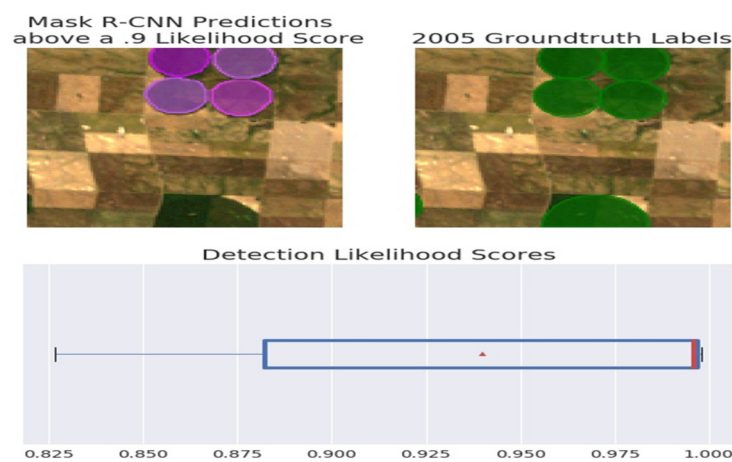 Mask R-CNN Predictions
above a .9 Likelihood Score
2005 Groundtruth Labels
Detection Likelihood Scores
0.825 0.850 0.875 0.900 0.925 0.950 0.975 1.000